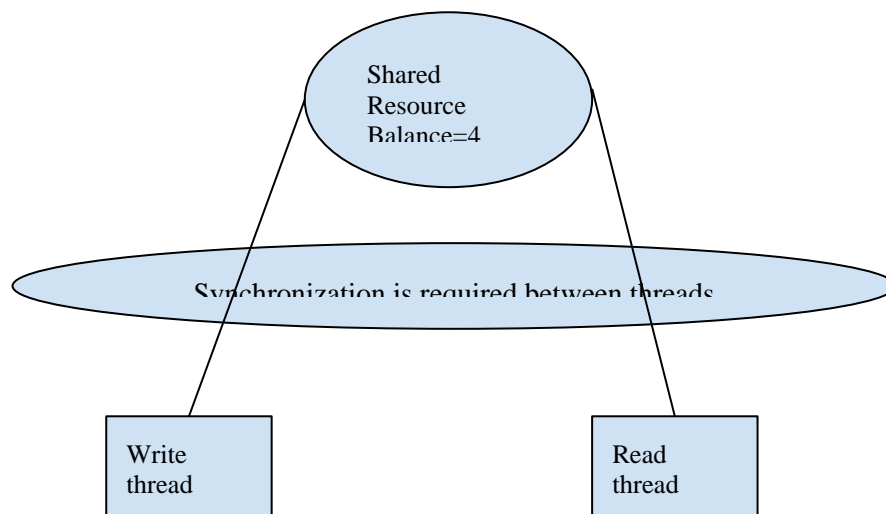 Shared
Resource
Balance=4
Synchronization is required between threads
Write
thread
Read
thread